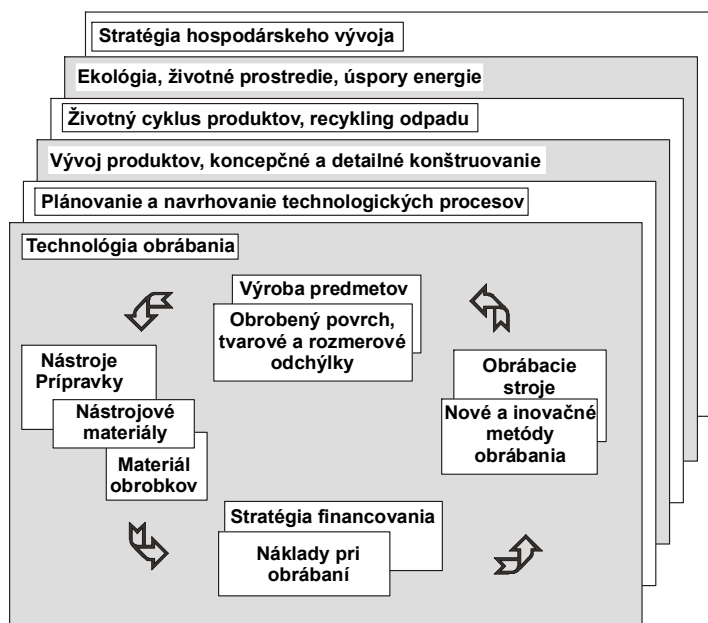 Stratégia hospodárskeho vývoja
Ekológia, životné prostredie, úspory energie
Životný cyklus produktov, recykling odpadu
Vývoj produktov, koncepčné a detailné konštruovanie
Plánovanie a navrhovanie technologických procesov
Technológia obrábania
Výroba predmetov
Obrobený povrch,
tvarové a rozmerové
odchýlky
Nástroje
Prípravky
Nástrojové
materiály
Materiál
obrobkov
Obrábacie
stroje
Nové a inovačné
metódy
obrábania
Stratégia financovania
Náklady pri
obrábaní